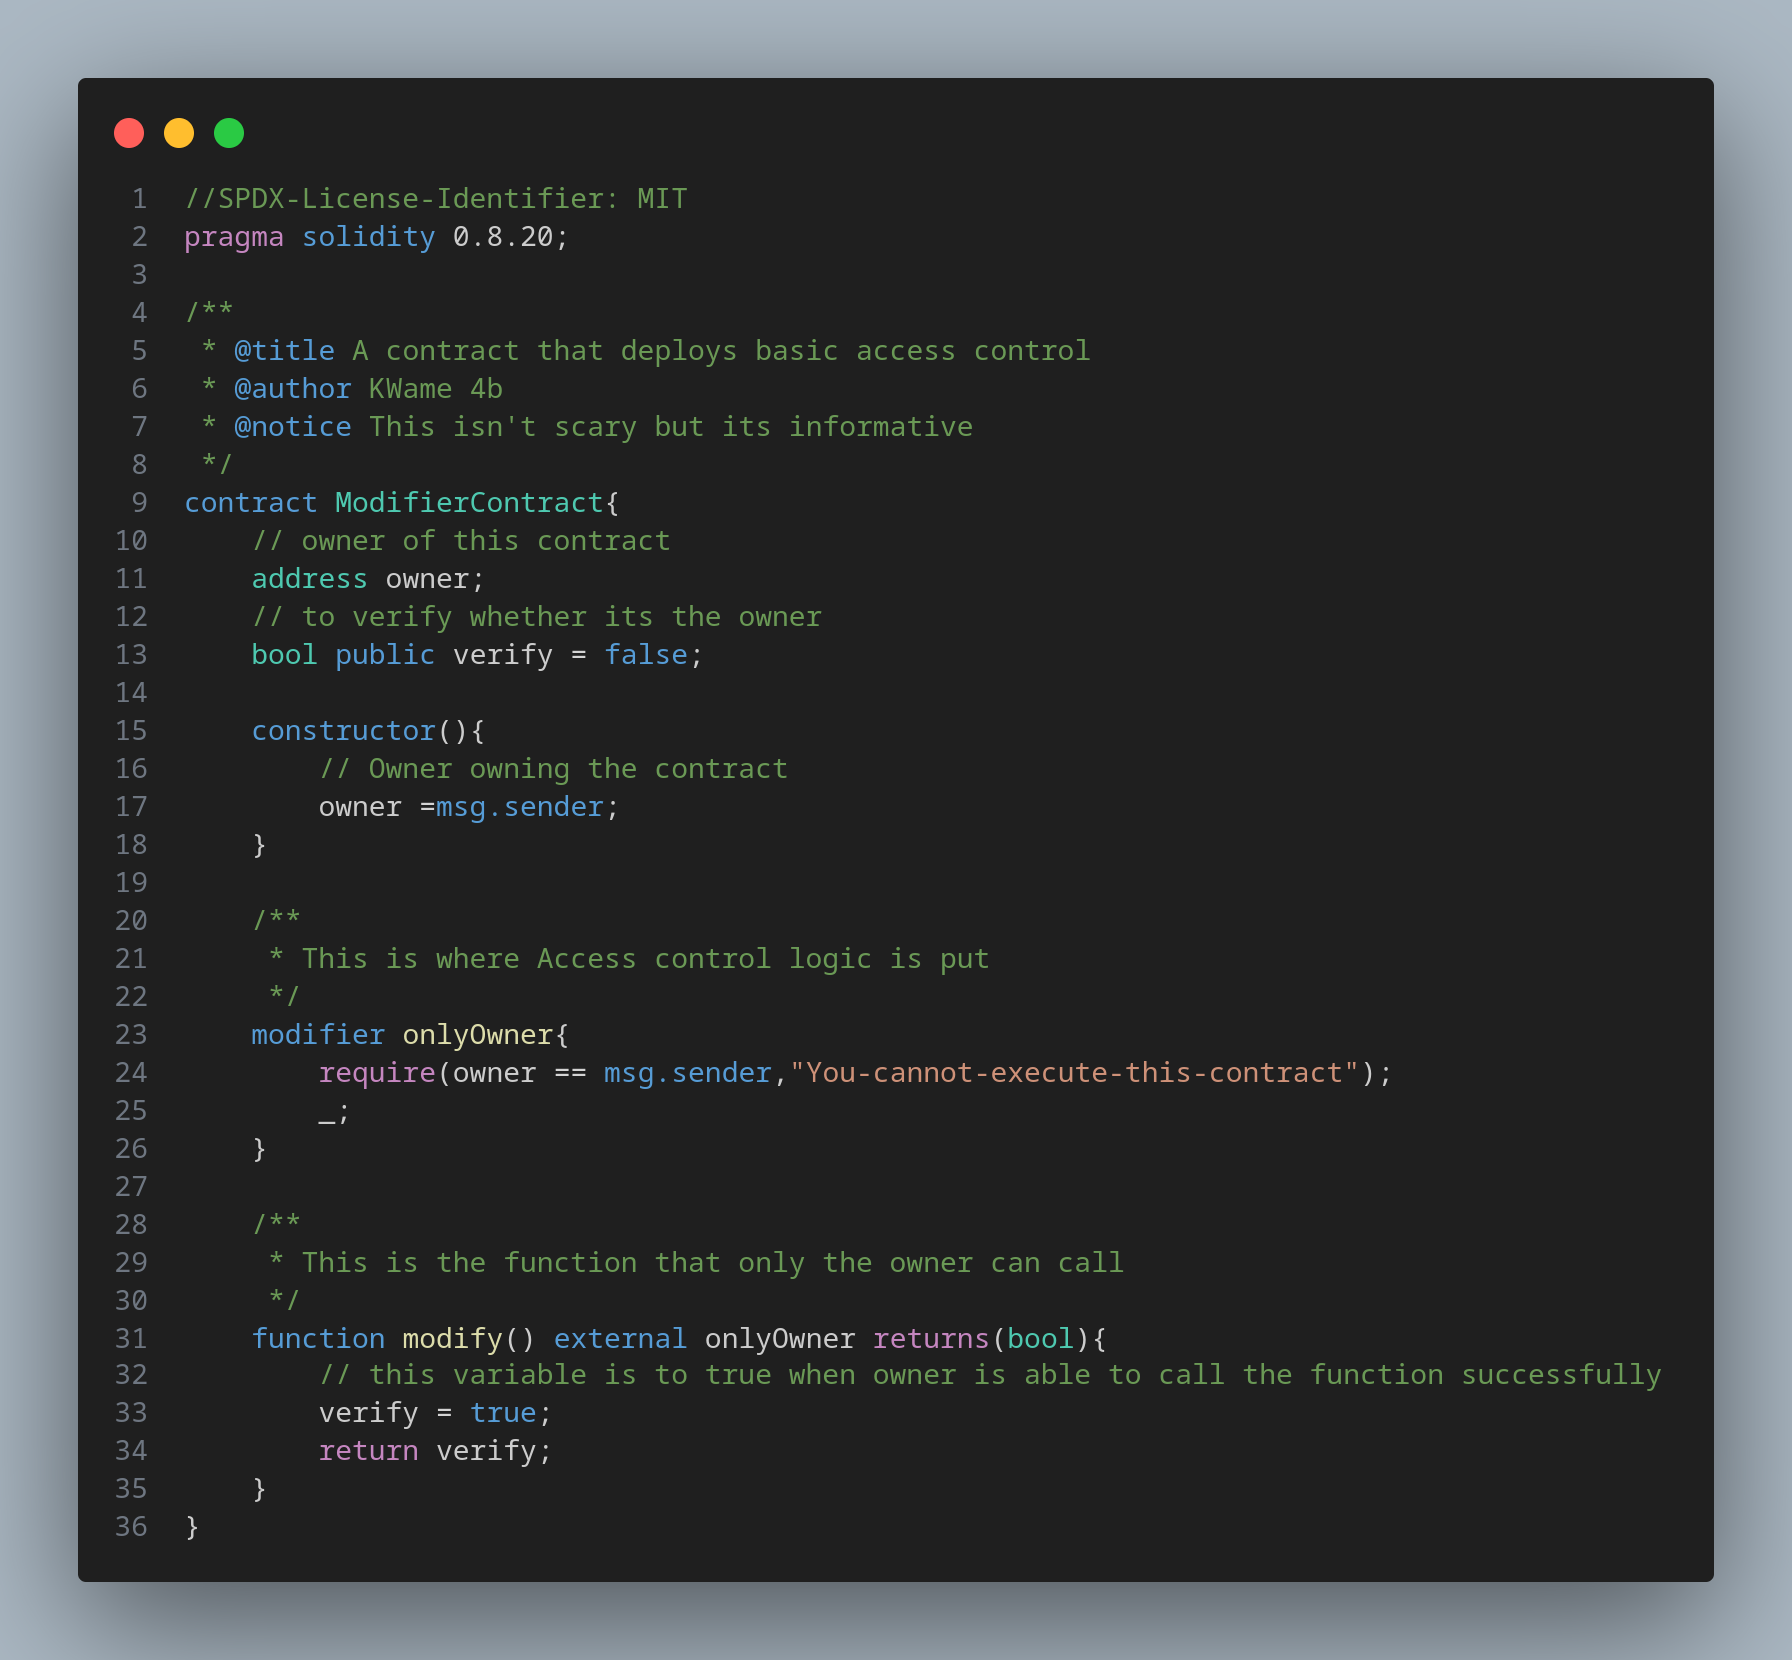 1 //SPDX-License-Identifier: MIT
2 pragma solidity 0.8.20;
3
4 /**
5  * @title A contract that deploys basic access control
6  * @author KWame 4b
7  * @notice This isn't scary but its informative
8  */
9 contract ModifierContract{
10     // owner of this contract
11     address owner;
12     // to verify whether its the owner
13     bool public verify = false;
14
15     constructor(){
16         // Owner owning the contract
17         owner =msg.sender;
18     }
19
20     /**
21      * This is where Access control logic is put
22      */
23     modifier onlyOwner{
24         require(owner == msg.sender,"You-cannot-execute-this-contract");
25         _;
26     }
27
28     /**
29      * This is the function that only the owner can call
30      */
31     function modify() external onlyOwner returns(bool){
32         // this variable is to true when owner is able to call the function successfully
33         verify = true;
34         return verify;
35     }
36 }